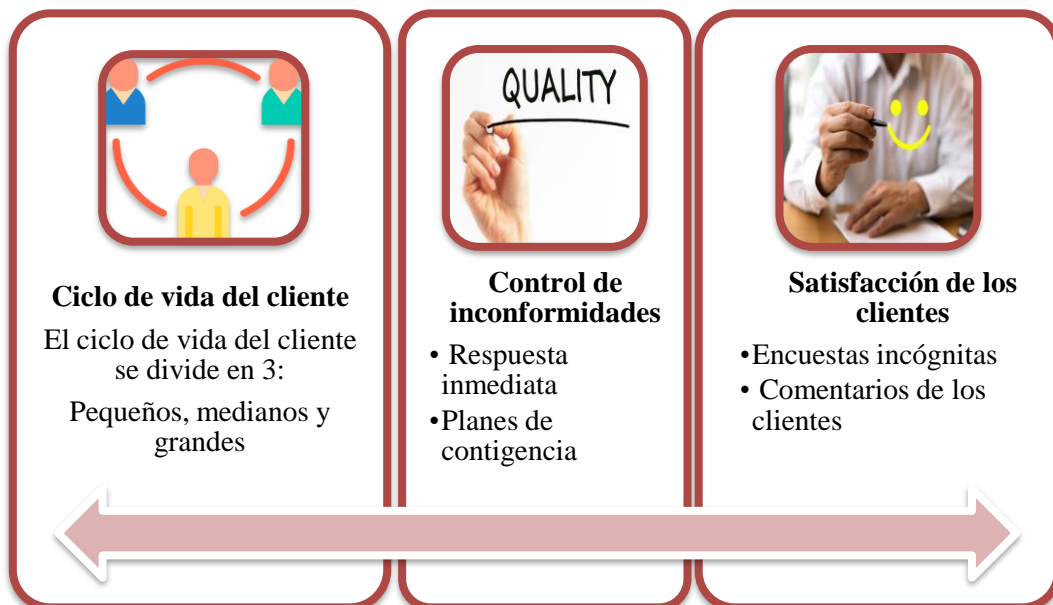 Ciclo de vida del cliente
El ciclo de vida del cliente
se divide en 3:
Pequeños, medianos y
grandes
QUALITY
Control de
inconformidades
• Respuesta
inmediata
•Planes de
contigencia
Satisfacción de los
clientes
•Encuestas incógnitas
• Comentarios de los
clientes